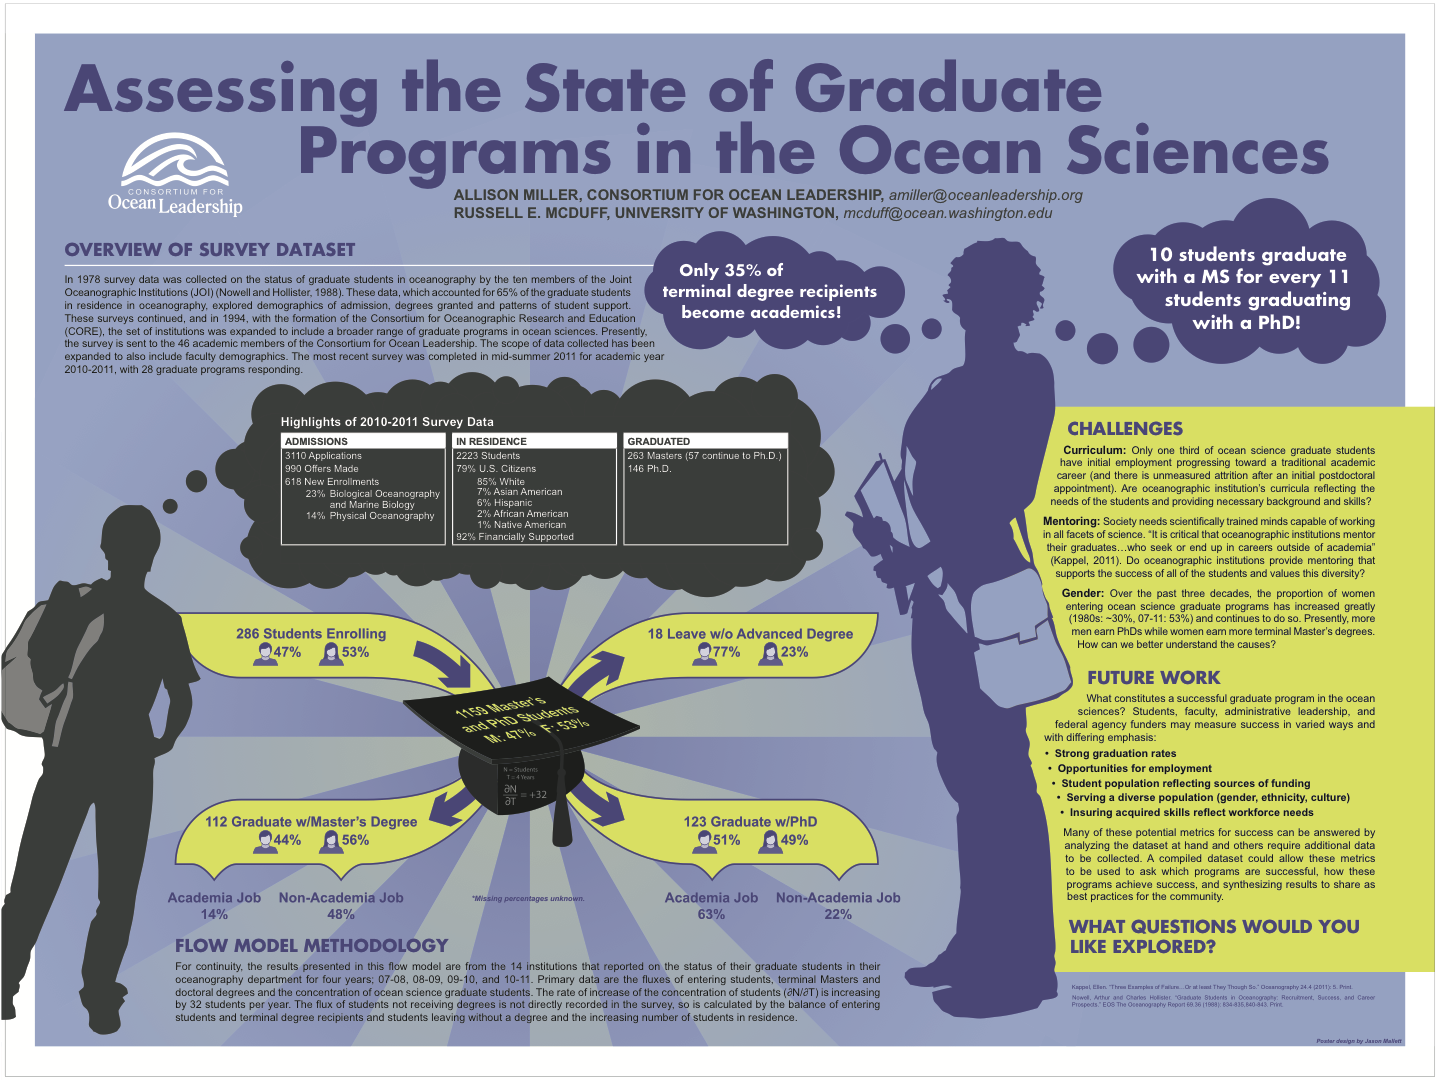 Assessing the State of Graduate
Programs in the Ocean Sciences
CONSORTIUM FOR
Ocean Leadership
ALLISON MILLER, CONSORTIUM FOR OCEAN LEADERSHIP, amiller@oceanleadership.org
RUSSELL E. MCDUFF, UNIVERSITY OF WASHINGTON, mcduff@ocean.washington.edu
OVERVIEW OF SURVEY DATASET
In 1978 survey data was collected on the status of graduate students in oceanography by the ten members of the Joint
Oceanographic Institutions (JOI) (Nowell and Hollister, 1988). These data, which accounted for 65% of the graduate students
in residence in oceanography, explored demographics of admission, degrees granted and patterns of student support.
These surveys continued, and in 1994, with the formation of the Consortium for Oceanographic Research and Education
(CORE), the set of institutions was expanded to include a broader range of graduate programs in ocean sciences. Presently,
the survey is sent to the 46 academic members of the Consortium for Ocean Leadership. The scope of data collected has been
expanded to also include faculty demographics. The most recent survey was completed in mid-summer 2011 for academic year
2010-2011, with 28 graduate programs responding.
Only 35% of
terminal degree recipients
become academics!
10 students graduate
with a MS for every 11
students graduating
with a PhD!
Highlights of 2010-2011 Survey Data
ADMISSIONS
3110 Applications
990 Offers Made
618 New Enrollments
23% Biological Oceanography
and Marine Biology
14% Physical Oceanography
IN RESIDENCE
2223 Students
79% U.S. Citizens
85% White
7% Asian American
6% Hispanic
2% African American
1% Native American
92% Financially Supported
GRADUATED
263 Masters (57 continue to Ph.D.)
146 Ph.D.
286 Students Enrolling
47% 53%
18 Leave w/o Advanced Degree
77% 23%
1159 Master's
and PhD Students
M: 47% F: 53%
N = Students
T = 4 Years
∂N/∂T = +32
112 Graduate w/Master's Degree
44% 56%
123 Graduate w/PhD
51% 49%
Academia Job
14%
Non-Academia Job
48%
*Missing percentages unknown.
Academia Job
63%
Non-Academia Job
22%
FLOW MODEL METHODOLOGY
For continuity, the results presented in this flow model are from the 14 institutions that reported on the status of their graduate students in their
oceanography department for four years; 07-08, 08-09, 09-10, and 10-11. Primary data are the fluxes of entering students, terminal Masters and
doctoral degrees and the concentration of ocean science graduate students. The rate of increase of the concentration of students (∂N/∂T) is increasing
by 32 students per year. The flux of students not receiving degrees is not directly recorded in the survey, so is calculated by the balance of entering
students and terminal degree recipients and students leaving without a degree and the increasing number of students in residence.
CHALLENGES
Curriculum: Only one third of ocean science graduate students
have initial employment progressing toward a traditional academic
career (and there is unmeasured attrition after an initial postdoctoral
appointment). Are oceanographic institution's curricula reflecting the
needs of the students and providing necessary background and skills?
Mentoring: Society needs scientifically trained minds capable of working
in all facets of science. "It is critical that oceanographic institutions mentor
their graduates…who seek or end up in careers outside of academia"
(Kappel, 2011). Do oceanographic institutions provide mentoring that
supports the success of all of the students and values this diversity?
Gender: Over the past three decades, the proportion of women
entering ocean science graduate programs has increased greatly
(1980s: ~30%, 07-11: 53%) and continues to do so. Presently, more
men earn PhDs while women earn more terminal Master's degrees.
How can we better understand the causes?
FUTURE WORK
What constitutes a successful graduate program in the ocean
sciences? Students, faculty, administrative leadership, and
federal agency funders may measure success in varied ways and
with differing emphasis:
• Strong graduation rates
• Opportunities for employment
• Student population reflecting sources of funding
• Serving a diverse population (gender, ethnicity, culture)
• Insuring acquired skills reflect workforce needs
Many of these potential metrics for success can be answered by
analyzing the dataset at hand and others require additional data
to be collected. A compiled dataset could allow these metrics
to be used to ask which programs are successful, how these
programs achieve success, and synthesizing results to share as
best practices for the community.
WHAT QUESTIONS WOULD YOU
LIKE EXPLORED?
Keppel, Ellen. "Three Examples of Failure…Or at least They Though So." Oceanography 24.4 (2011): 5. Print.
Nowell, Arthur and Charles Hollister. "Graduate Students in Oceanography: Recruitment, Success, and Career
Prospects." EOS The Oceanography Report 69.36 (1988): 834-835,840-843. Print.
Poster design by Jason Mallett